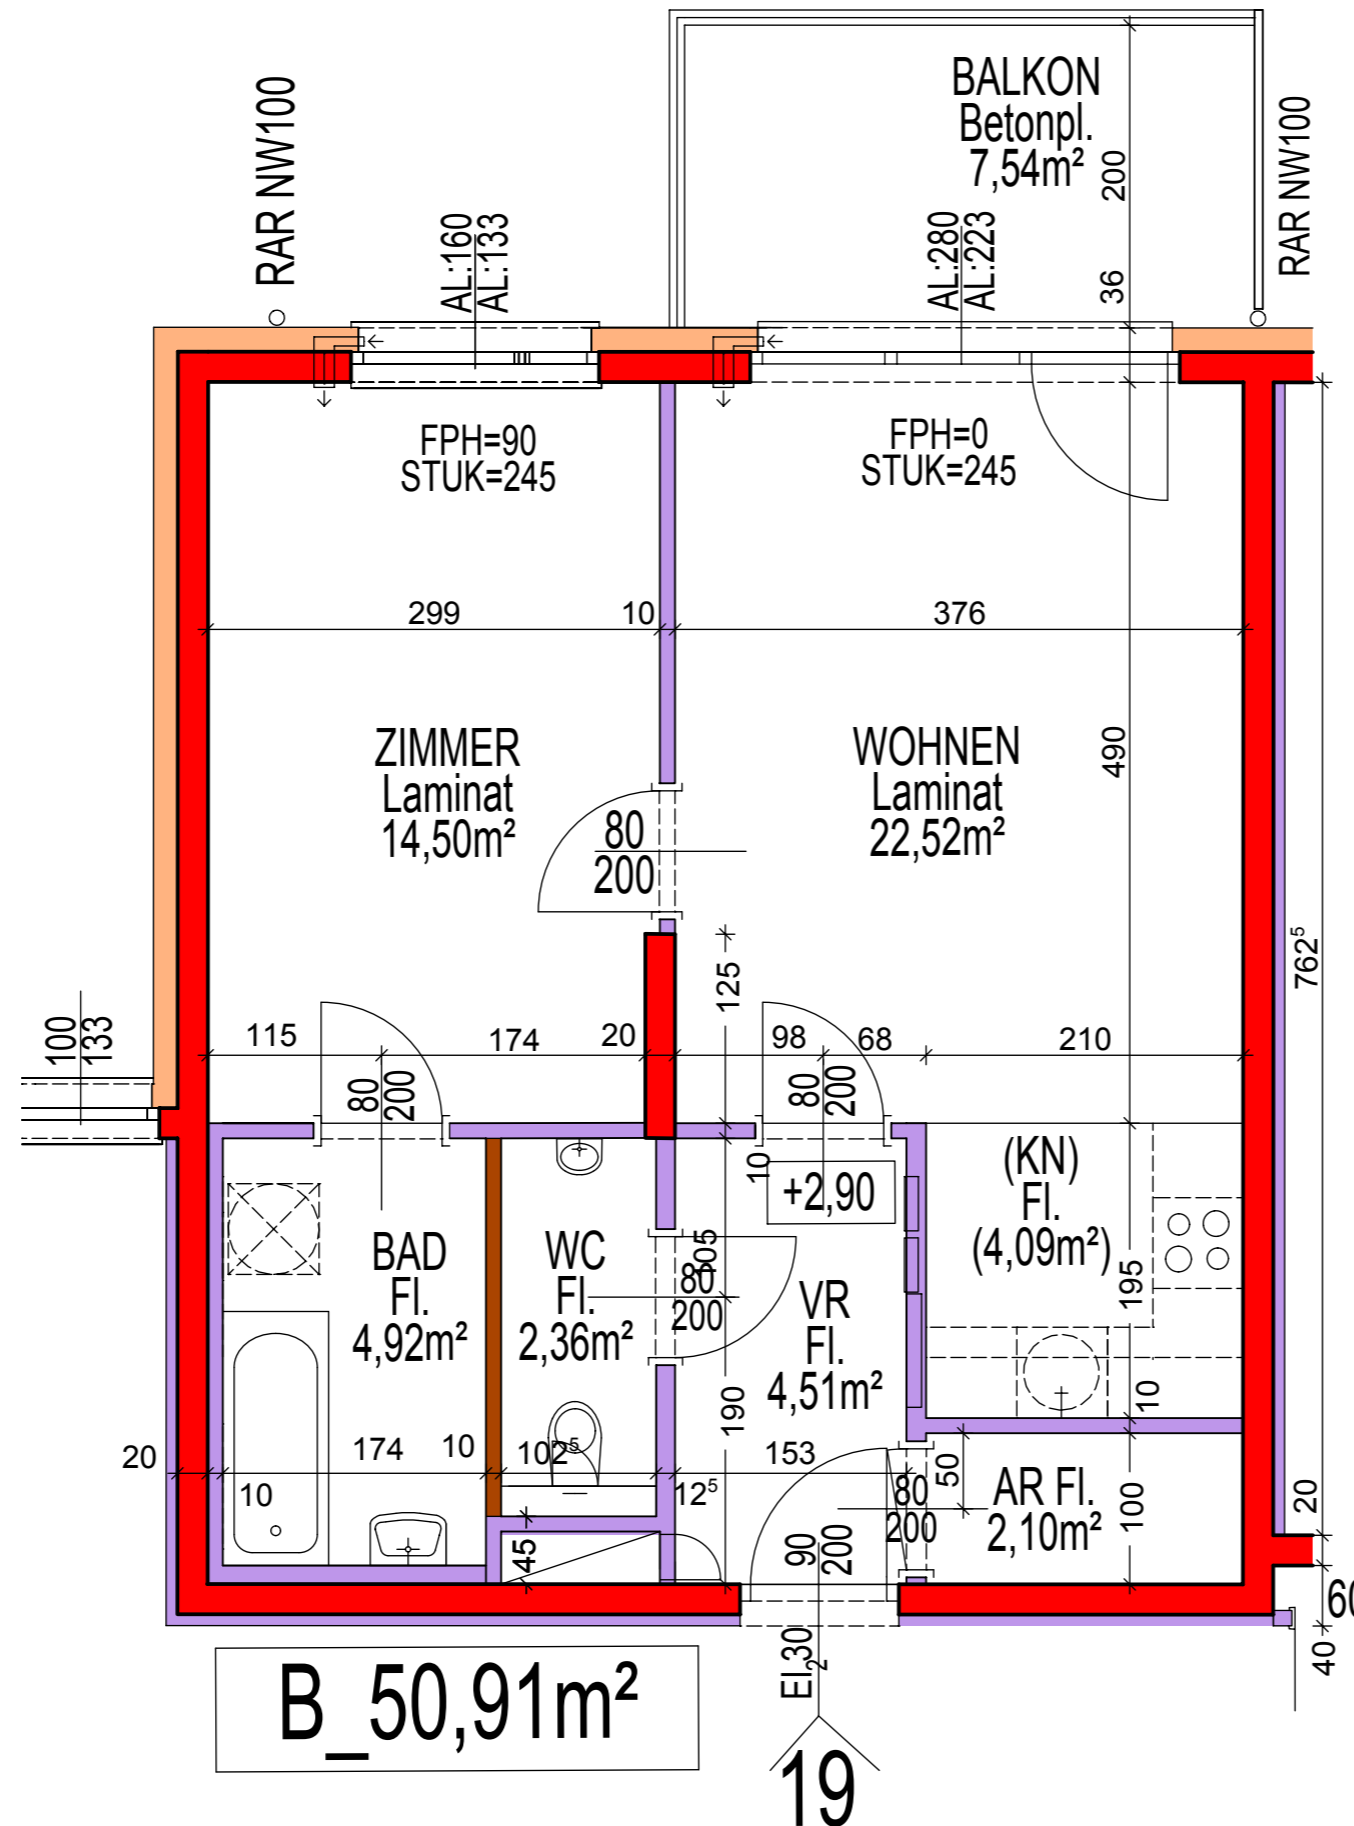 BALKON
Betonpl.
7,54m²
200
36
RAR NW100
RAR NW100
AL:160
AL:133
AL:280
AL:223
FPH=90
STUK=245
FPH=0
STUK=245
299
10
376
ZIMMER
Laminat
14,50m²
WOHNEN
Laminat
22,52m²
490
80
200
762⁵
125
100
133
115
174
20
98
68
210
80
200
80
200
10
+2,90
(KN)
Fl.
(4,09m²)
BAD
Fl.
4,92m²
WC
Fl.
2,36m²
105
80
200
VR
Fl.
4,51m²
195
190
10
20
174
10
102⁵
153
10
12⁵
50
80
200
AR Fl.
2,10m²
100
20
45
90
200
60
40
EI₂30
B_50,91m²
19